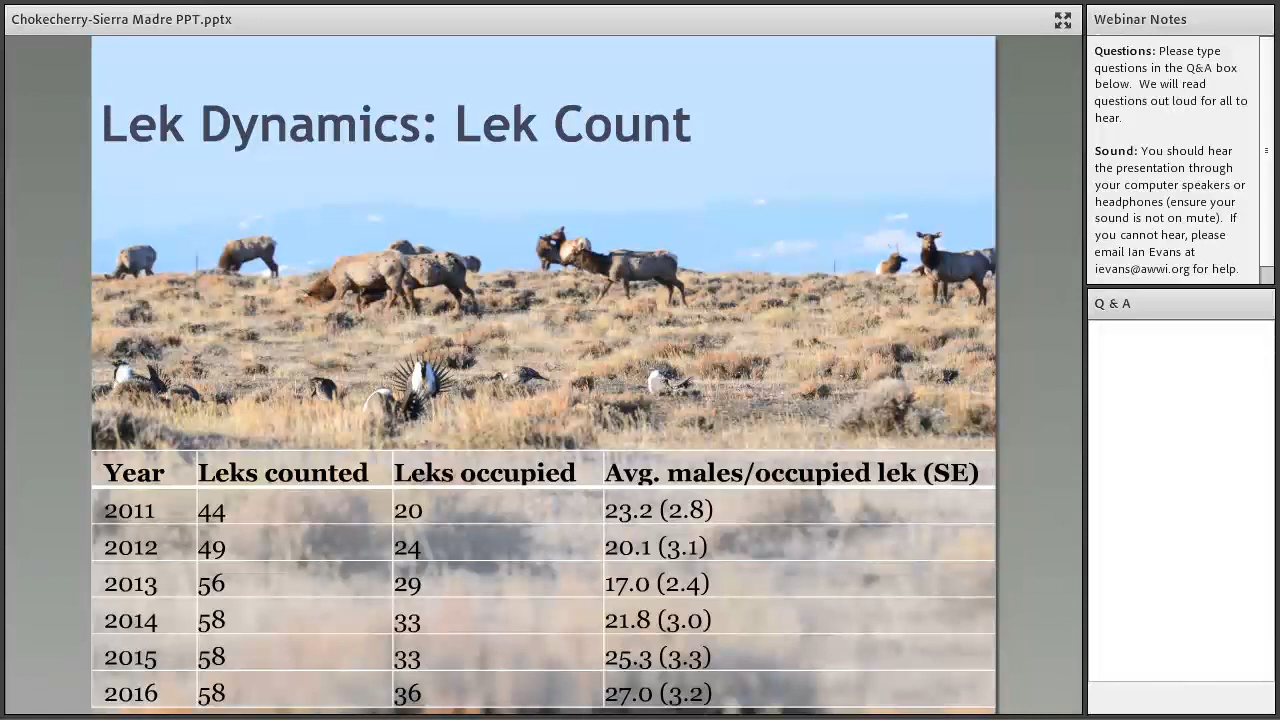 Chokecherry-Sierra Madre PPT.pptx
Lek Dynamics: Lek Count
Year Leks counted Leks occupied Avg. males/occupied lek (SE)
2011 44 20 23.2 (2.8)
2012 49 24 20.1 (3.1)
2013 56 29 17.0 (2.4)
2014 58 33 21.8 (3.0)
2015 58 33 25.3 (3.3)
2016 58 36 27.0 (3.2)
Webinar Notes
Questions: Please type
questions in the Q&A box
below. We will read
questions out loud for all to
hear.
Sound: You should hear
the presentation through
your computer speakers or
headphones (ensure your
sound is not on mute). If
you cannot hear, please
email Ian Evans at
ievans@awwi.org for help.
Q & A